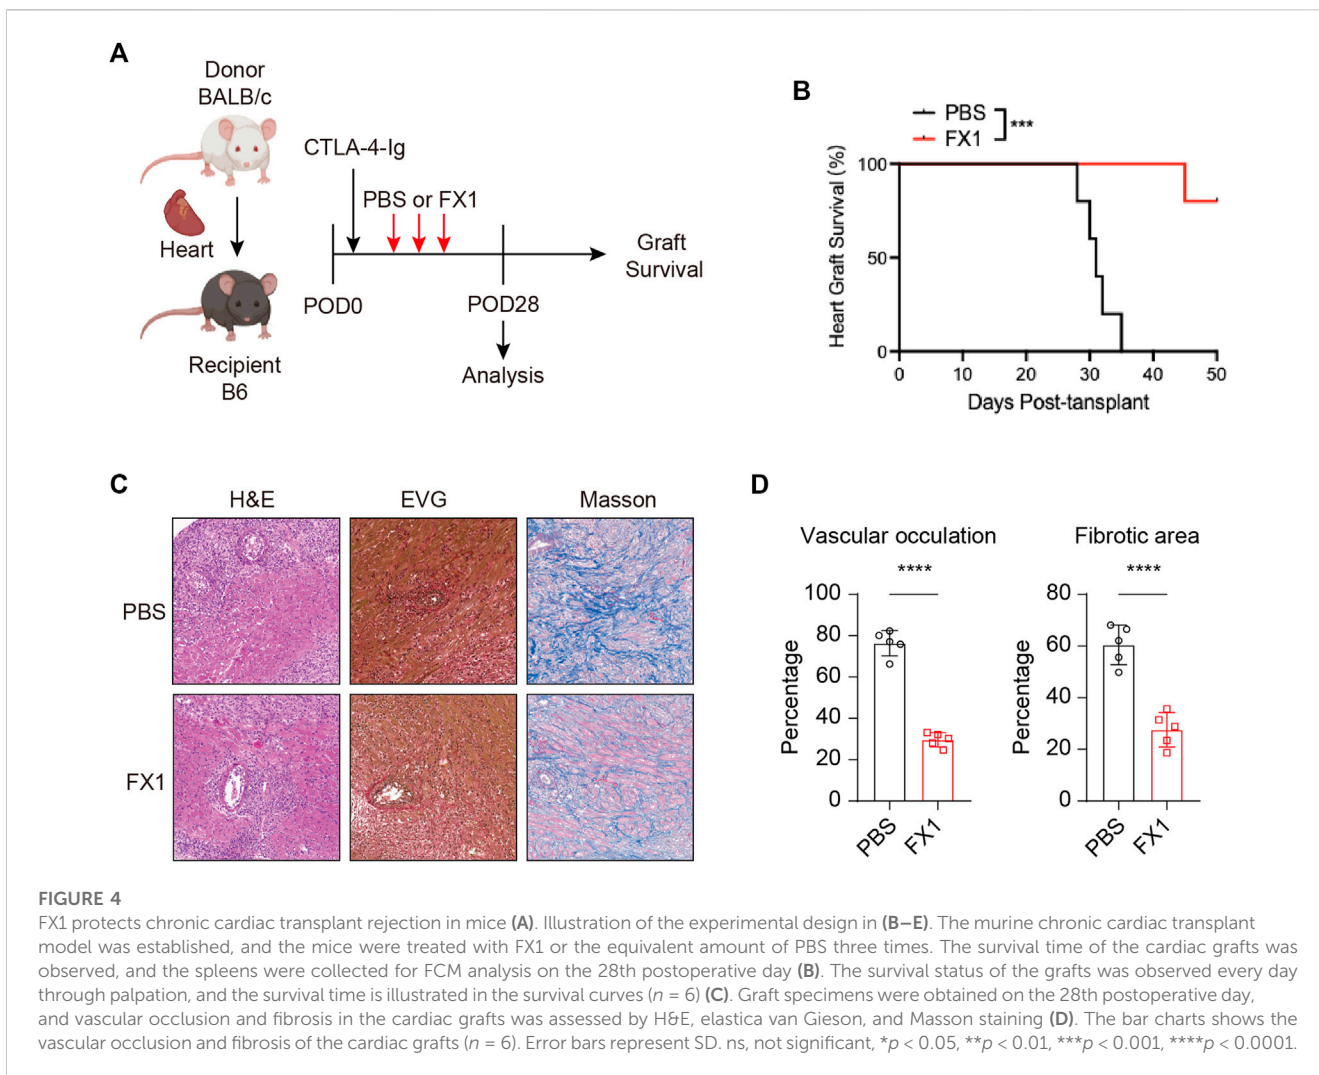 A
Donor
BALB/c
Heart
Recipient
B6
CTLA-4-Ig
PBS or FX1
POD0
POD28
Analysis
Graft
Survival
B
PBS
FX1
***
Heart Graft Survival (%)
100
50
0
0 10 20 30 40 50
Days Post-tansplant
C
H&E EVG Masson
PBS
FX1
D
Vascular occulation
****
Percentage
100
80
60
40
20
0
PBS FX1
Fibrotic area
****
Percentage
80
60
40
20
0
PBS FX1
FIGURE 4
FX1 protects chronic cardiac transplant rejection in mice (A). Illustration of the experimental design in (B–E). The murine chronic cardiac transplant
model was established, and the mice were treated with FX1 or the equivalent amount of PBS three times. The survival time of the cardiac grafts was
observed, and the spleens were collected for FCM analysis on the 28th postoperative day (B). The survival status of the grafts was observed every day
through palpation, and the survival time is illustrated in the survival curves (n = 6) (C). Graft specimens were obtained on the 28th postoperative day,
and vascular occlusion and fibrosis in the cardiac grafts was assessed by H&E, elastica van Gieson, and Masson staining (D). The bar charts shows the
vascular occlusion and fibrosis of the cardiac grafts (n = 6). Error bars represent SD. ns, not significant, *p < 0.05, **p < 0.01, ***p < 0.001, ****p < 0.0001.